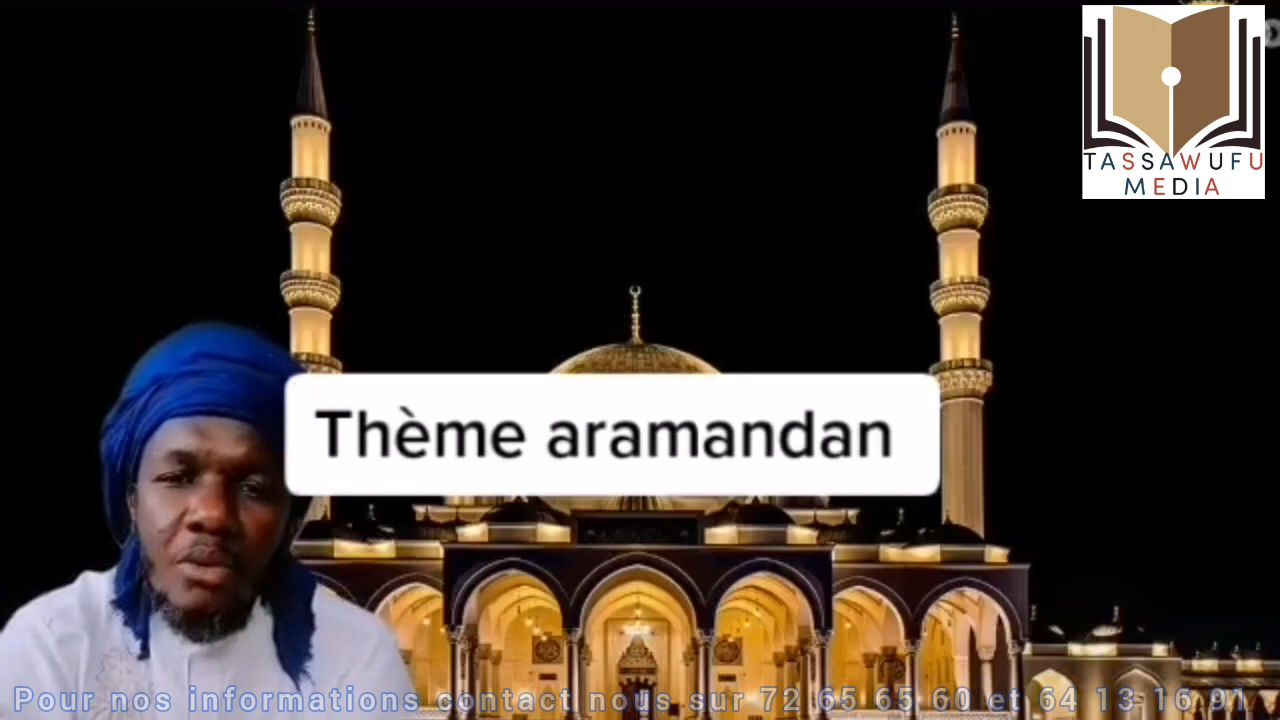 TASSAWUFU
MEDIA
Thème aramandan
Pour nos informations contact nous sur 72 65 65 60 et 64 13 16 91